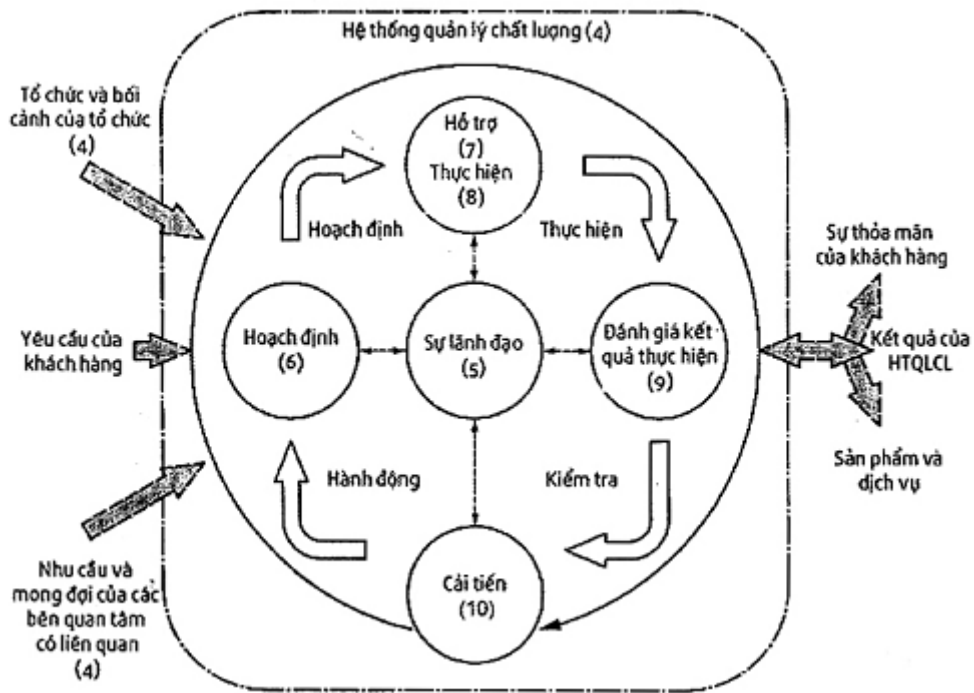 Hệ thống quản lý chất lượng (4)
Tổ chức và bối
cảnh của tổ chức
(4)
Hỗ trợ
(7)
Thực hiện
(8)
Hoạch định
Thực hiện
Sự thỏa mãn
của khách hàng
Yêu cầu của
khách hàng
Hoạch định
(6)
Sự lãnh đạo
(5)
Đánh giá kết
quả thực hiện
(9)
Kết quả của
HTQLCL
Hành động
Kiểm tra
Sản phẩm và
dịch vụ
Nhu cầu và
mong đợi của các
bên quan tâm
có liên quan
(4)
Cải tiến
(10)